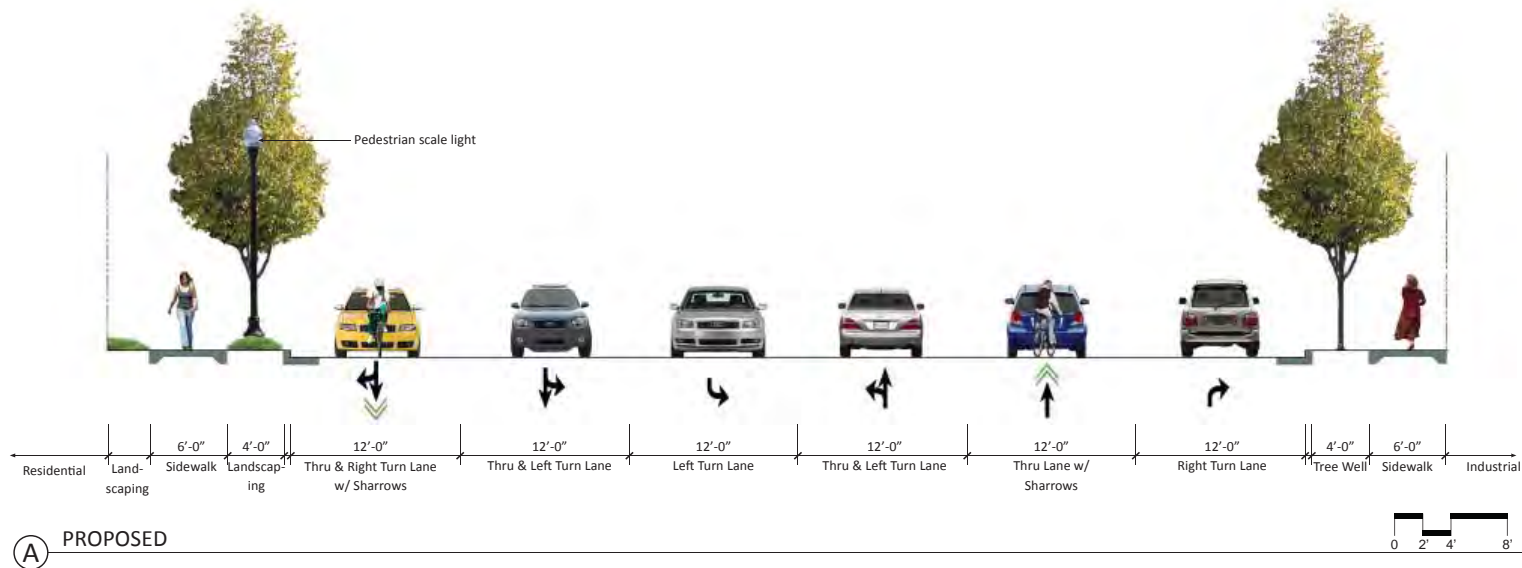 Pedestrian scale light
6’-0” 4’-0” 12’-0” 12’-0” 12’-0” 12’-0” 12’-0” 12’-0” 4’-0” 6’-0”
Residential Land- Sidewalk Landscap- Thru & Right Turn Lane Thru & Left Turn Lane Left Turn Lane Thru & Left Turn Lane Thru Lane w/ Right Turn Lane Tree Well Sidewalk Industrial
scaping ing w/ Sharrows Sharrows
0 2’ 4’ 8’
A PROPOSED